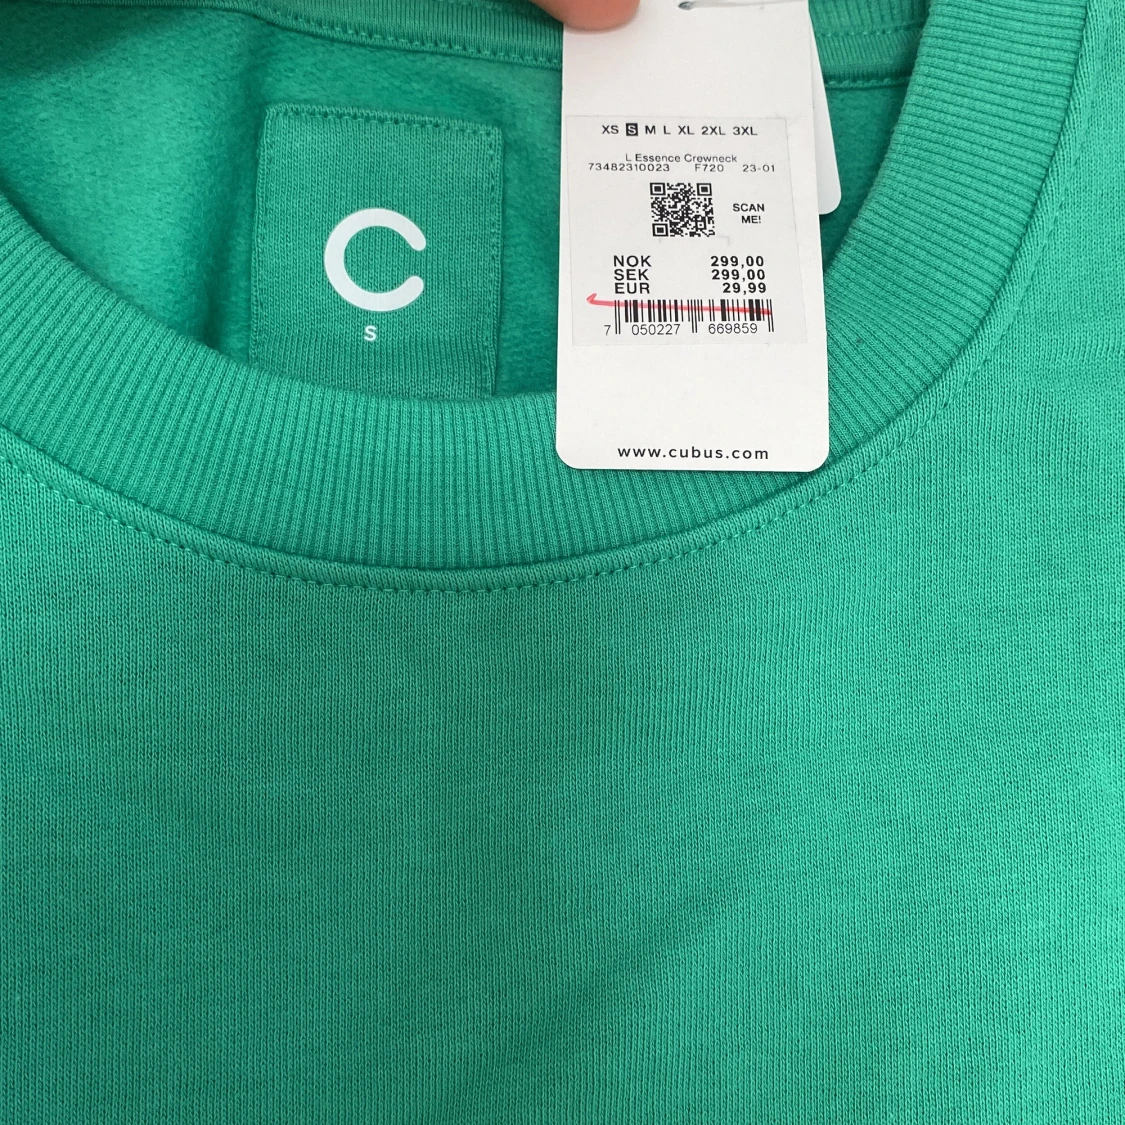 C
S
XS S M L XL 2XL 3XL
L Essence Crewneck
73482310023 F720 23-01
SCAN
ME!
NOK 299,00
SEK 299,00
EUR 29,99
7 050227 669859
www.cubus.com